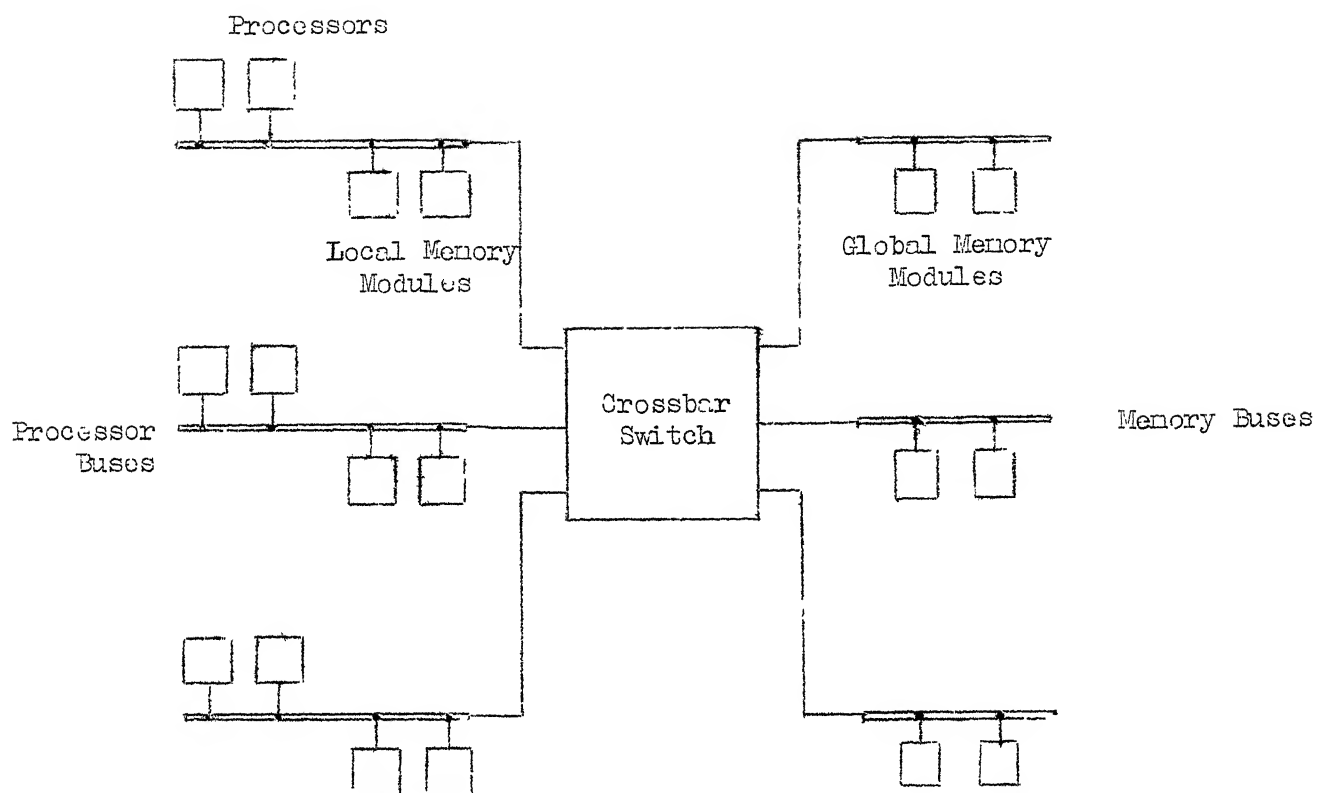 Processors
Local Memory
Modules
Global Memory
Modules
Crossbar
Switch
Processor
Buses
Memory Buses